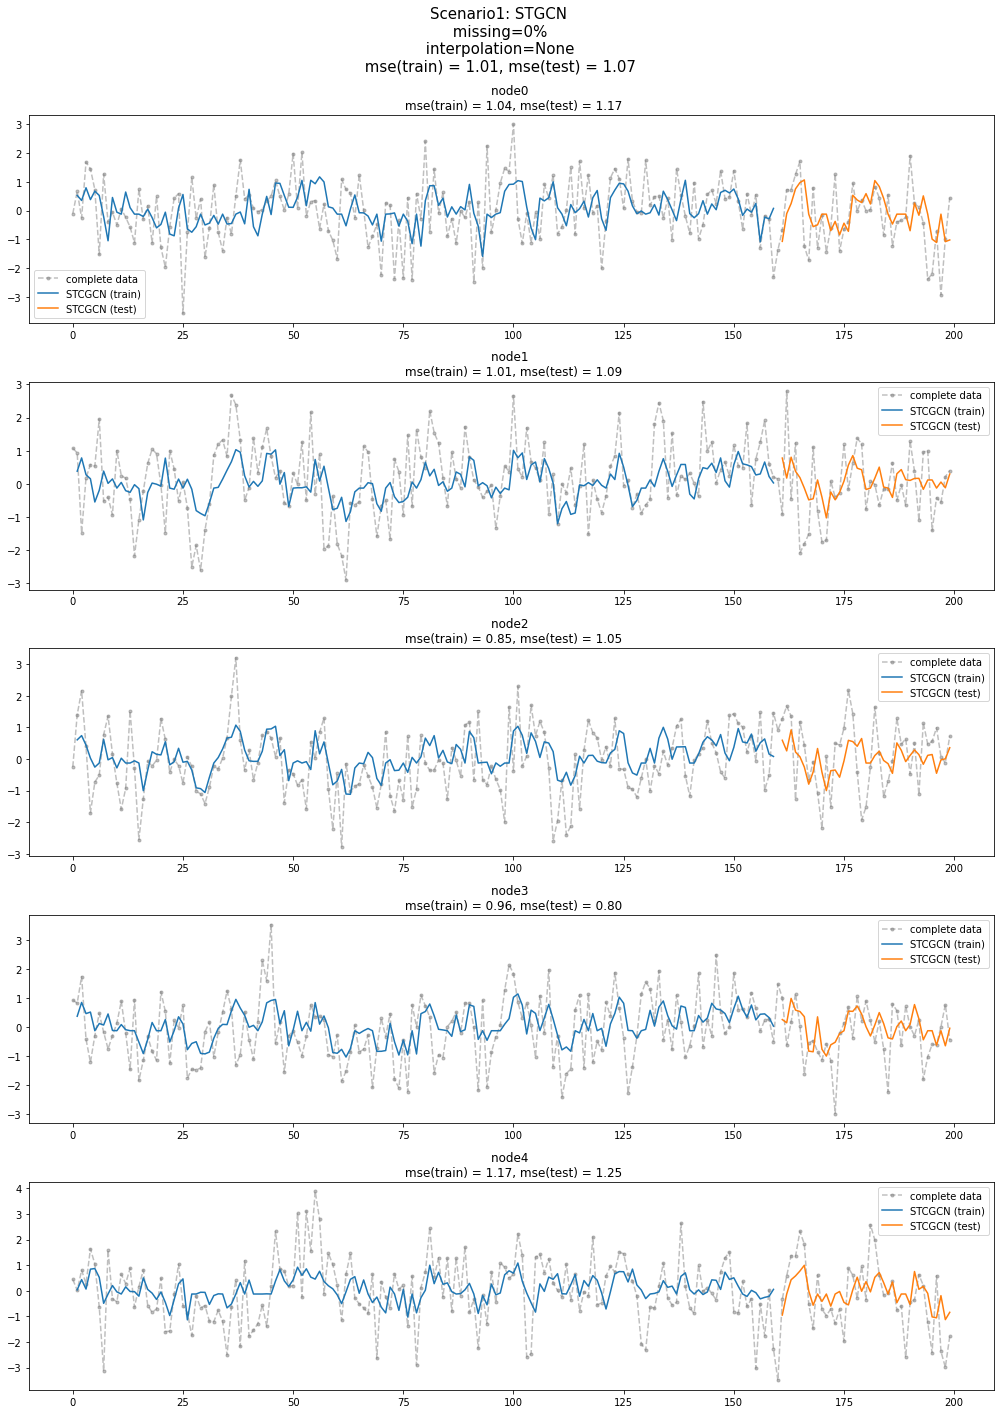 Scenario1: STGCN
missing=0%
interpolation=None
mse(train) = 1.01, mse(test) = 1.07
node0
mse(train) = 1.04, mse(test) = 1.17
3
2
1
0
−1
−2
−3
complete data
STCGCN (train)
STCGCN (test)
0 25 50 75 100 125 150 175 200
node1
mse(train) = 1.01, mse(test) = 1.09
3
2
1
0
−1
−2
−3
complete data
STCGCN (train)
STCGCN (test)
0 25 50 75 100 125 150 175 200
node2
mse(train) = 0.85, mse(test) = 1.05
3
2
1
0
−1
−2
−3
complete data
STCGCN (train)
STCGCN (test)
0 25 50 75 100 125 150 175 200
node3
mse(train) = 0.96, mse(test) = 0.80
3
2
1
0
−1
−2
−3
complete data
STCGCN (train)
STCGCN (test)
0 25 50 75 100 125 150 175 200
node4
mse(train) = 1.17, mse(test) = 1.25
4
3
2
1
0
−1
−2
−3
complete data
STCGCN (train)
STCGCN (test)
0 25 50 75 100 125 150 175 200